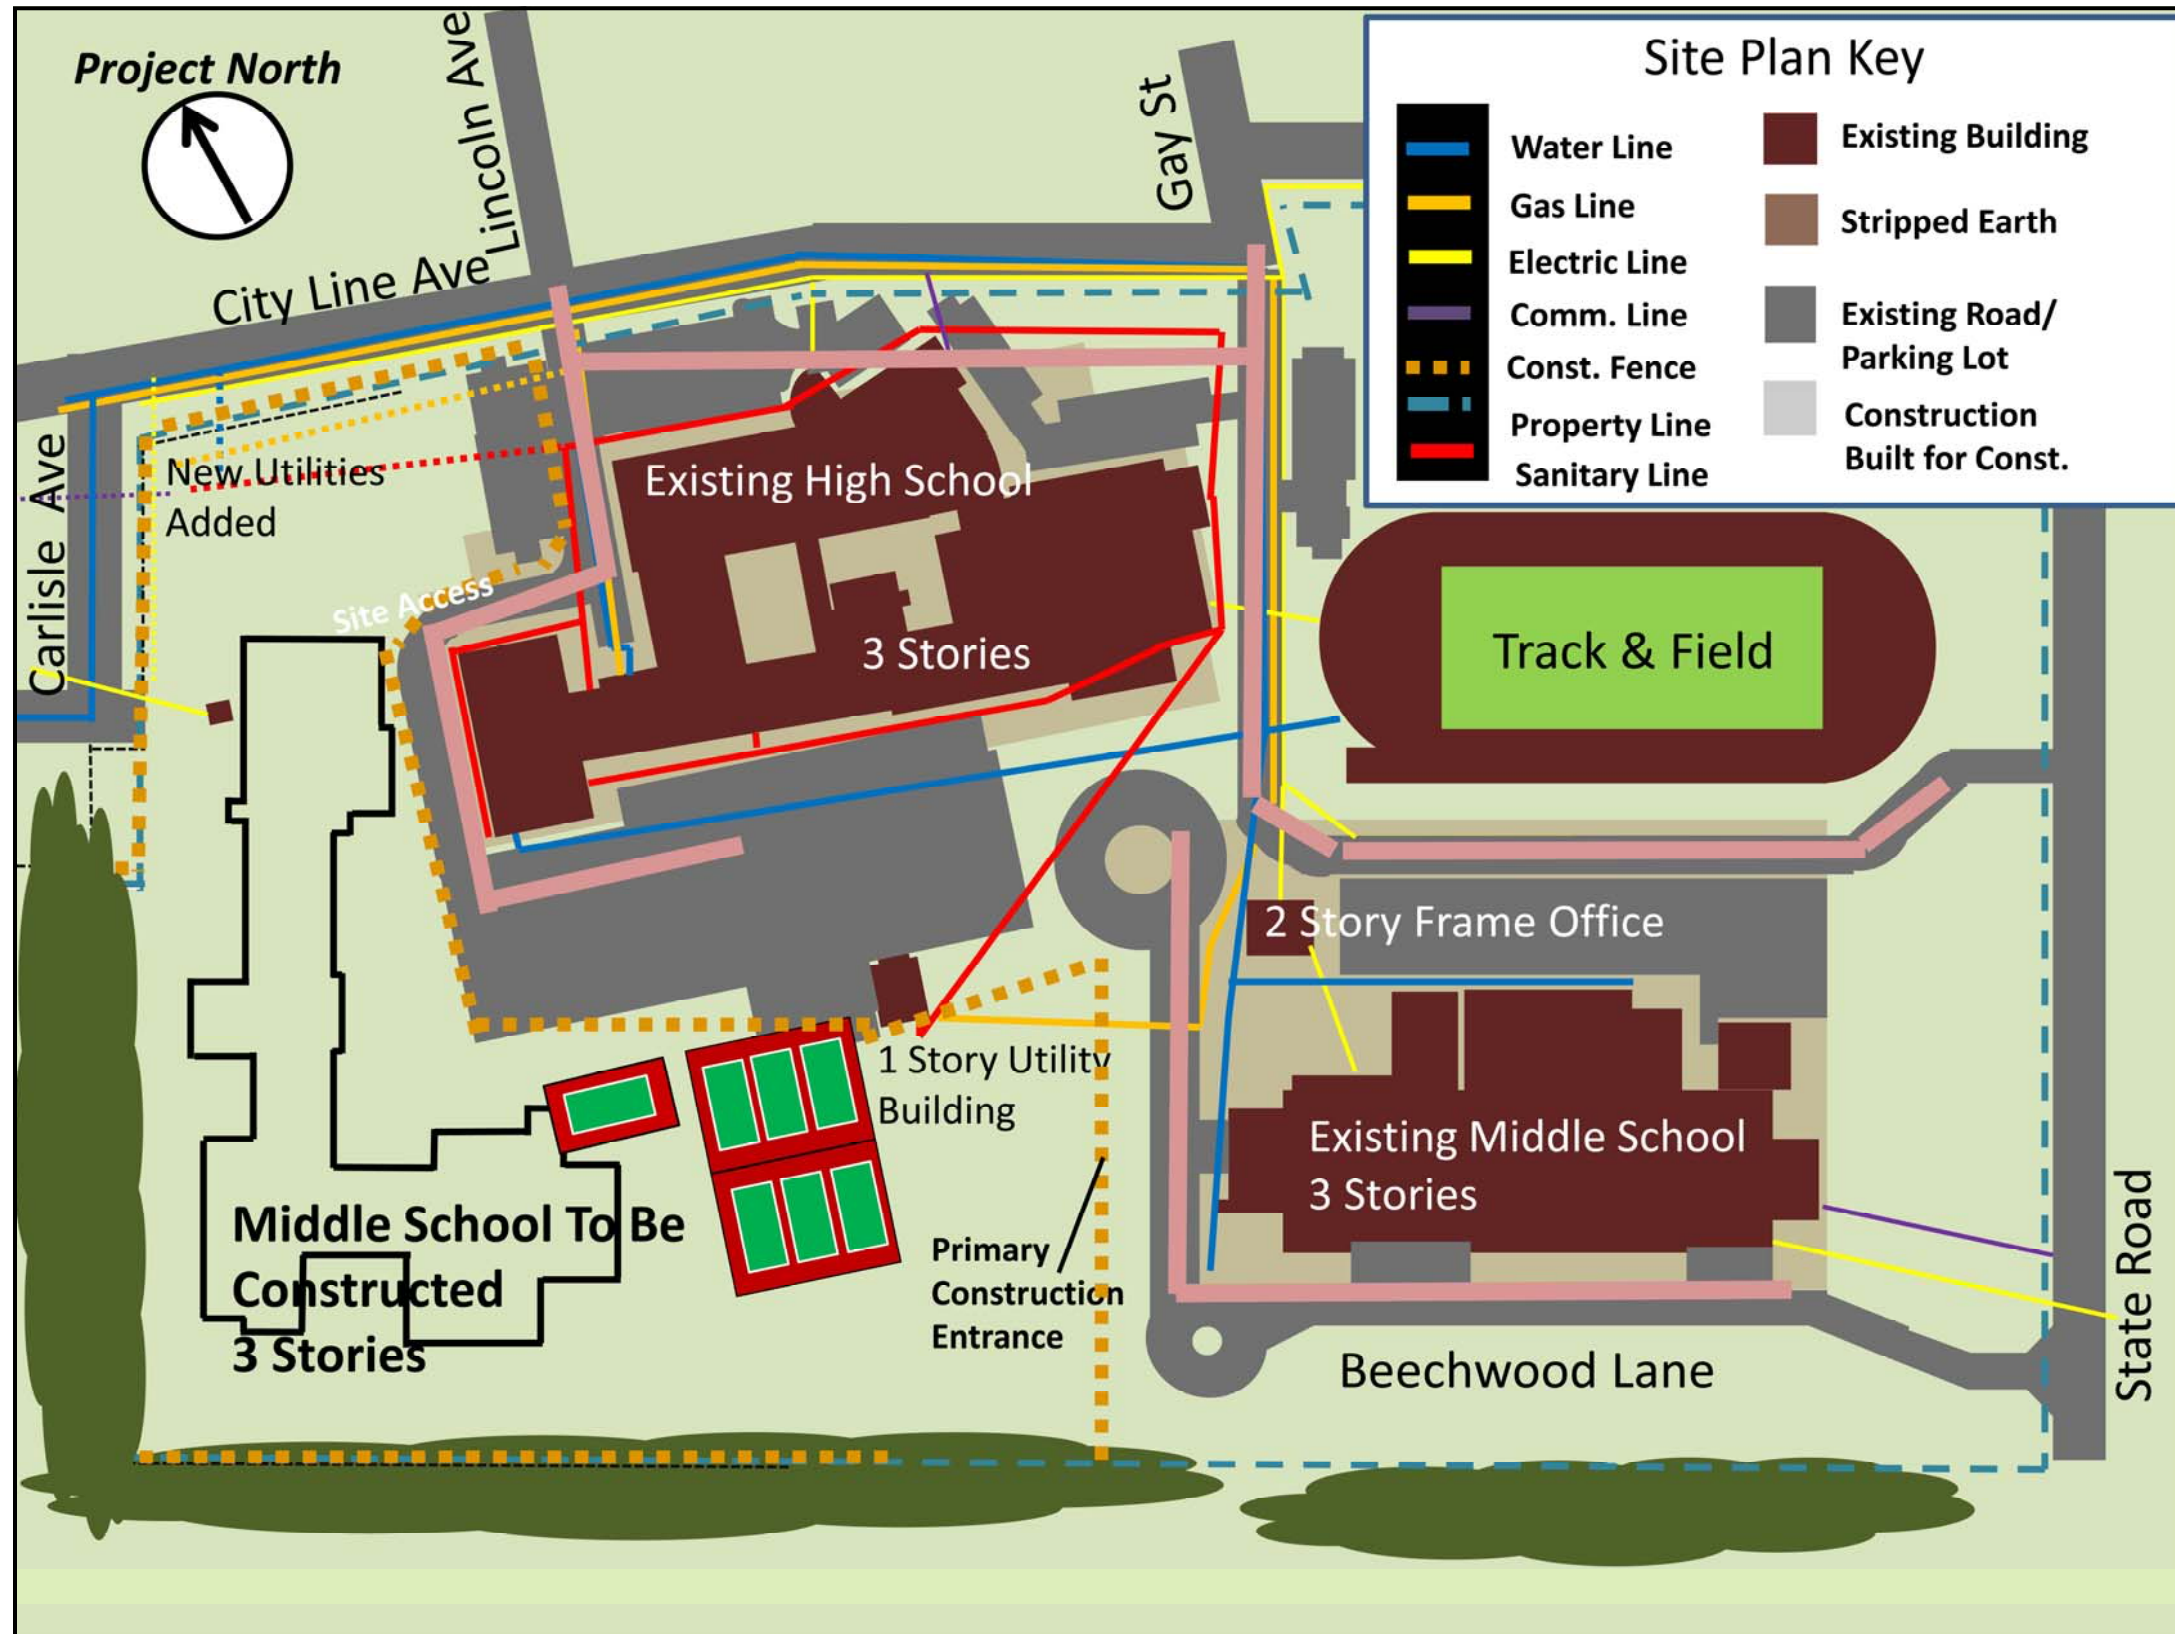 Project North
Lincoln Ave
Gay St
City Line Ave
Carlisle Ave
Site Plan Key
Water Line
Gas Line
Electric Line
Comm. Line
Const. Fence
Property Line
Sanitary Line
Existing Building
Stripped Earth
Existing Road/
Parking Lot
Construction
Built for Const.
New Utilities
Added
Existing High School
3 Stories
Site Access
Track & Field
2 Story Frame Office
1 Story Utility
Building
Existing Middle School
3 Stories
Middle School To Be
Constructed
3 Stories
Primary
Construction
Entrance
Beechwood Lane
State Road